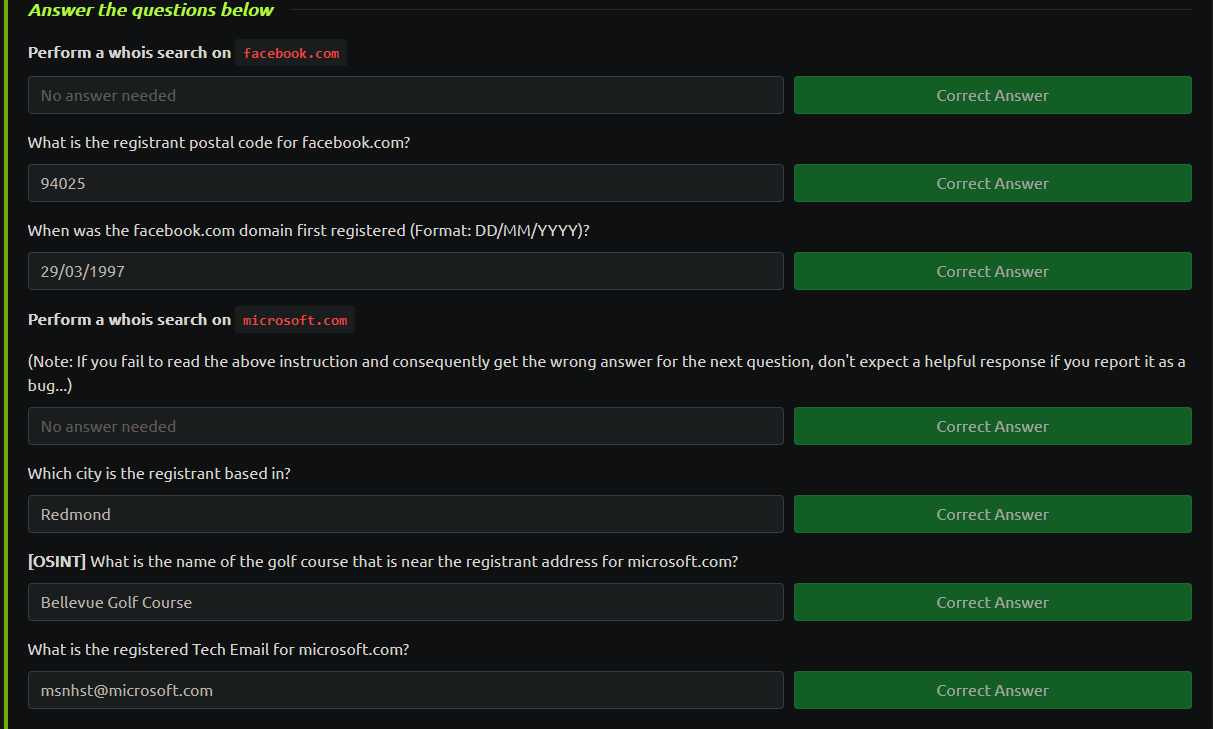 Answer the questions below
Perform a whois search on facebook.com
No answer needed
Correct Answer
What is the registrant postal code for facebook.com?
94025
Correct Answer
When was the facebook.com domain first registered (Format: DD/MM/YYYY)?
29/03/1997
Correct Answer
Perform a whois search on microsoft.com
(Note: If you fail to read the above instruction and consequently get the wrong answer for the next question, don't expect a helpful response if you report it as a
bug...)
No answer needed
Correct Answer
Which city is the registrant based in?
Redmond
Correct Answer
[OSINT] What is the name of the golf course that is near the registrant address for microsoft.com?
Bellevue Golf Course
Correct Answer
What is the registered Tech Email for microsoft.com?
msnhst@microsoft.com
Correct Answer